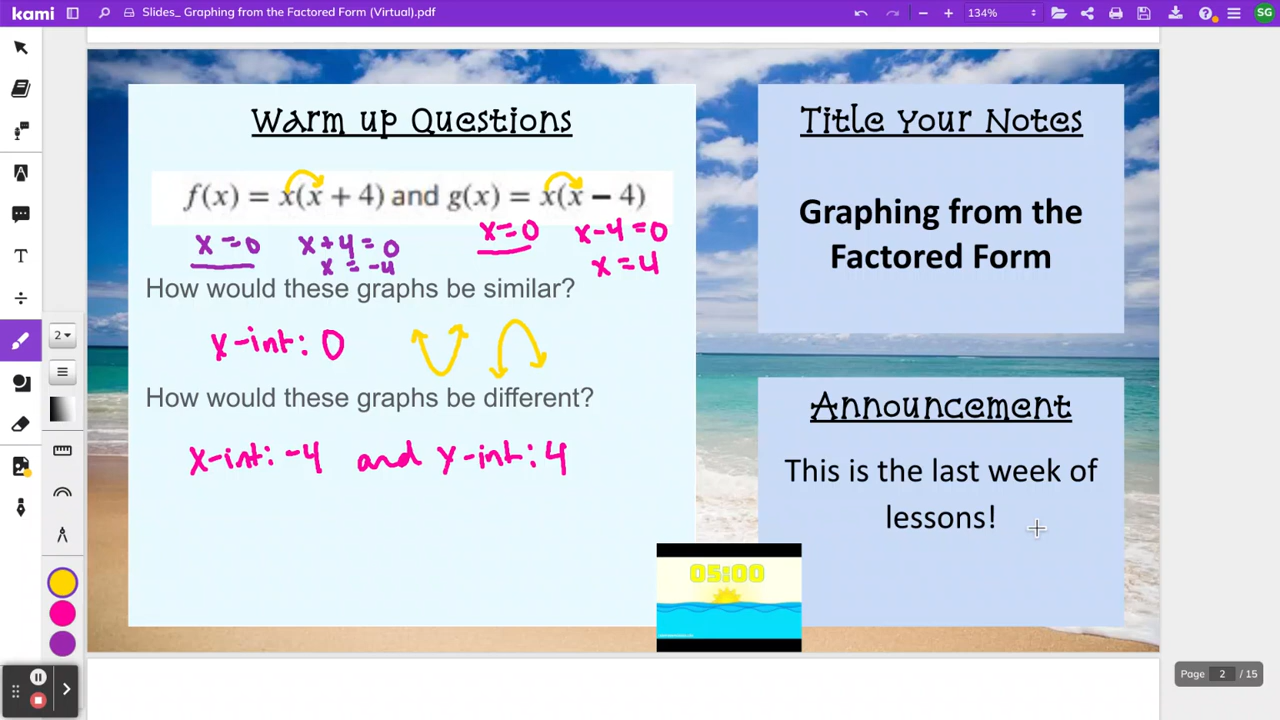 kami
Slides_ Graphing from the Factored Form (Virtual).pdf
134%
SG
Warm up Questions
f(x) = x(x + 4) and g(x) = x(x − 4)
x = 0 x+4 = 0 x = 0 x-4 = 0
x = -4 x = 4
How would these graphs be similar?
x-int: 0
How would these graphs be different?
x-int: -4 and y-int: 4
05:00
Title Your Notes
Graphing from the
Factored Form
Announcement
This is the last week of
lessons!
2
T
Page 2 / 15